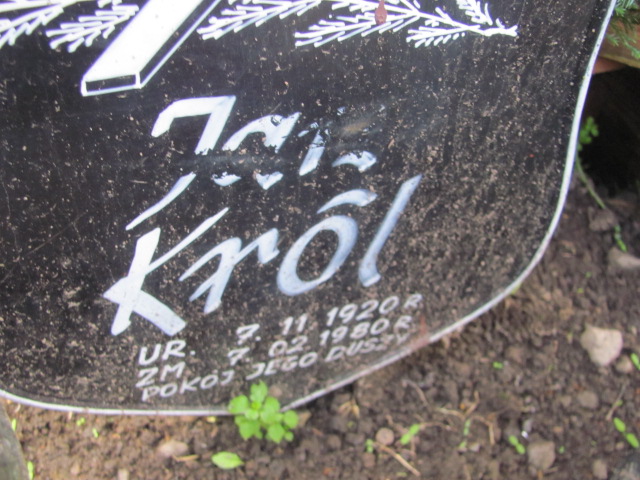 Jan
Król
UR. 7.11 1920 R.
ZM 7.02 1980 R.
POKÓJ JEGO DUSZY